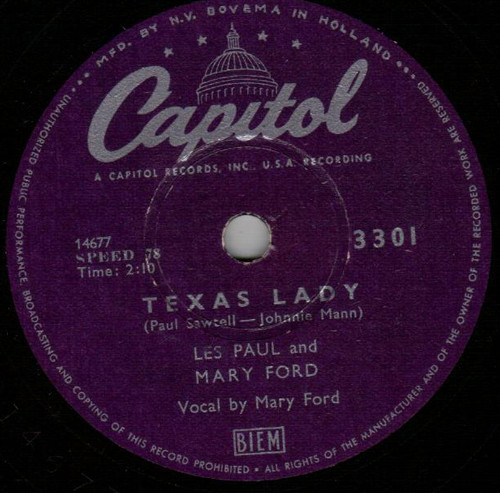 MFD. BY N.V. BOVEMA IN HOLLAND
Capitol
A CAPITOL RECORDS, INC., U.S.A. RECORDING
14677
SPEED 78
Time: 2:10
3301
TEXAS LADY
(Paul Sawtell — Johnnie Mann)
LES PAUL and
MARY FORD
Vocal by Mary Ford
BIEM
UNAUTHORIZED PUBLIC PERFORMANCE BROADCASTING AND COPYING OF THIS RECORD PROHIBITED • ALL RIGHTS OF THE MANUFACTURER AND OF THE OWNER OF THE RECORDED WORK ARE RESERVED